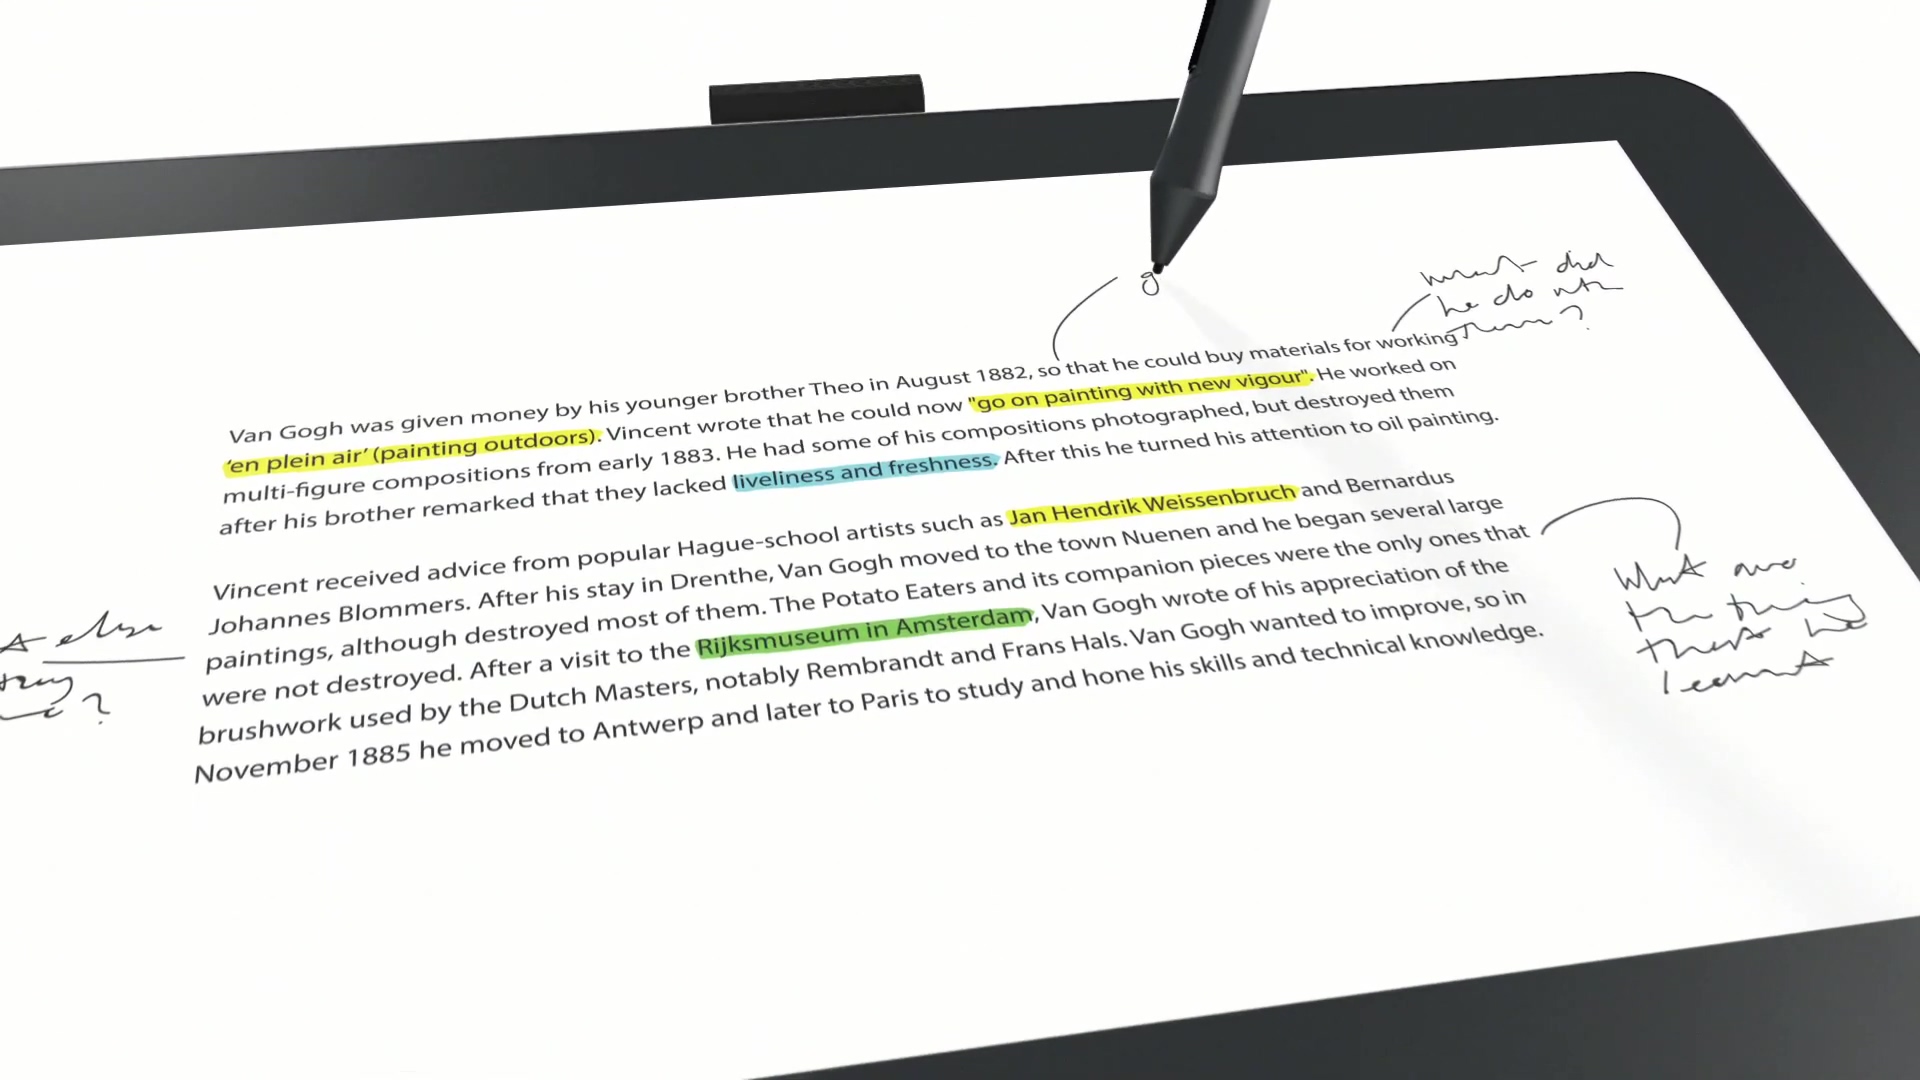 g
what did
he do with
them?
Van Gogh was given money by his younger brother Theo in August 1882, so that he could buy materials for working
'en plein air' (painting outdoors). Vincent wrote that he could now "go on painting with new vigour". He worked on
multi-figure compositions from early 1883. He had some of his compositions photographed, but destroyed them
after his brother remarked that they lacked liveliness and freshness. After this he turned his attention to oil painting.
Vincent received advice from popular Hague-school artists such as Jan Hendrik Weissenbruch and Bernardus
Johannes Blommers. After his stay in Drenthe, Van Gogh moved to the town Nuenen and he began several large
paintings, although destroyed most of them. The Potato Eaters and its companion pieces were the only ones that
were not destroyed. After a visit to the Rijksmuseum in Amsterdam, Van Gogh wrote of his appreciation of the
brushwork used by the Dutch Masters, notably Rembrandt and Frans Hals. Van Gogh wanted to improve, so in
November 1885 he moved to Antwerp and later to Paris to study and hone his skills and technical knowledge.
What are
the thing
that he
learnt
else
?